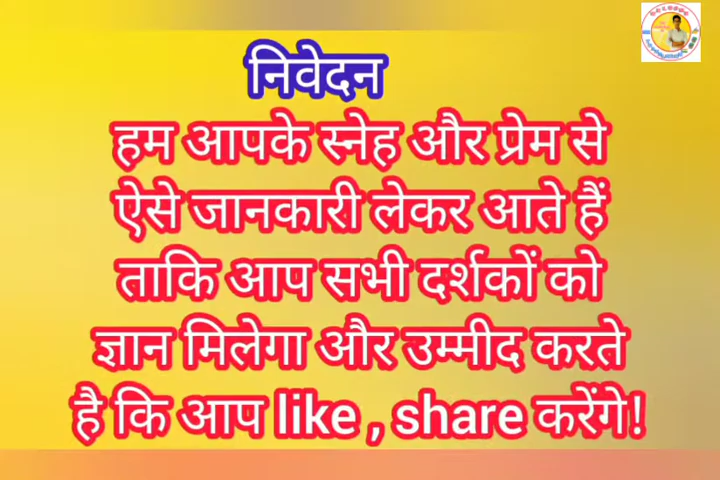 निवेदन
हम आपके स्नेह और प्रेम से
ऐसे जानकारी लेकर आते हैं
ताकि आप सभी दर्शकों को
ज्ञान मिलेगा और उम्मीद करते
है कि आप like , share करेंगे!